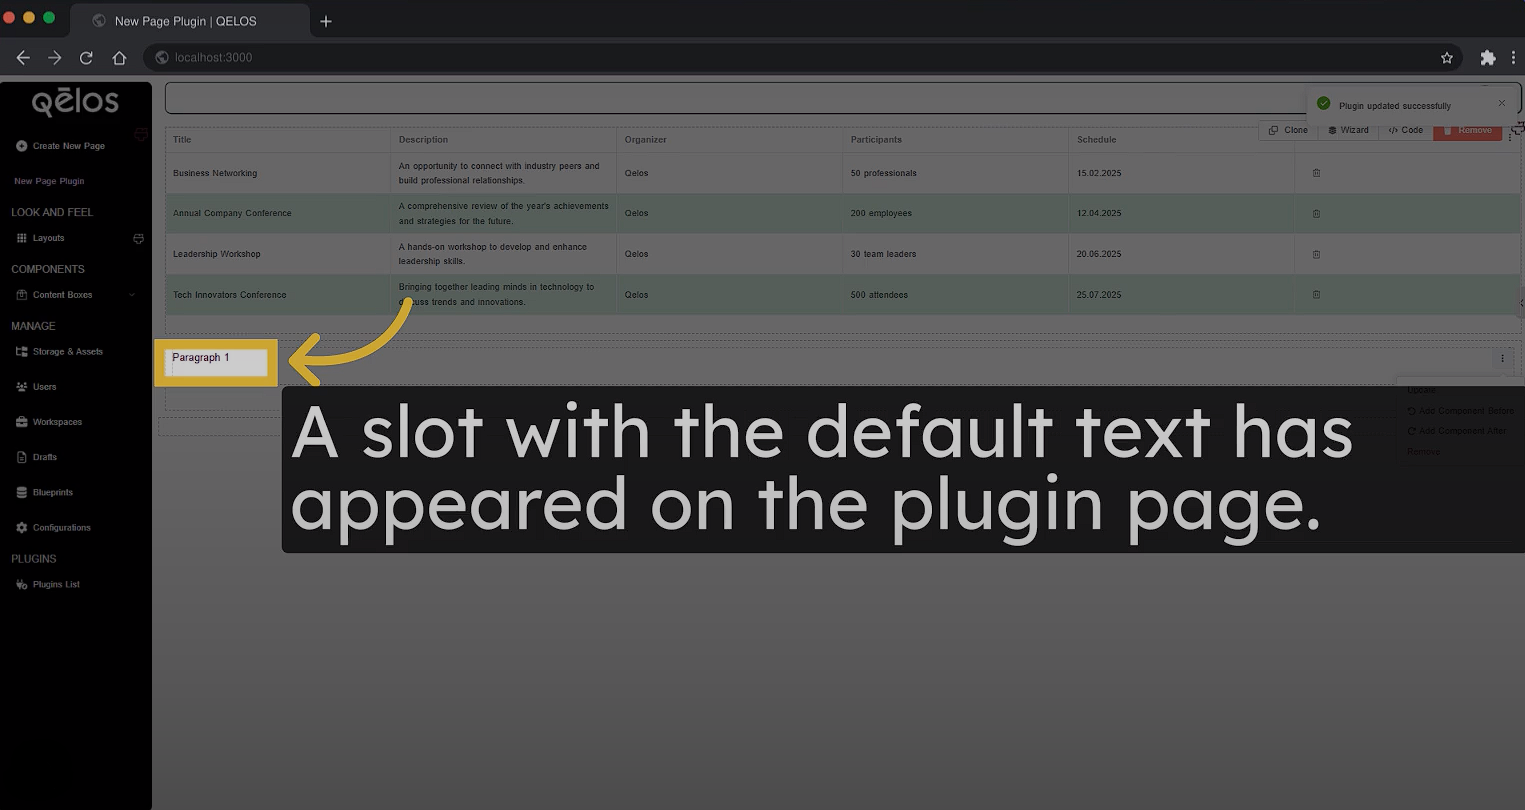 New Page Plugin | QELOS
localhost:3000
qēlos
Create New Page
New Page Plugin
LOOK AND FEEL
Layouts
COMPONENTS
Content Boxes
MANAGE
Storage & Assets
Users
Workspaces
Drafts
Blueprints
Configurations
PLUGINS
Plugins List
Plugin updated successfully
Clone Wizard </> Code Remove
Title Description Organizer Participants Schedule
Business Networking An opportunity to connect with industry peers and build professional relationships. Qelos 50 professionals 15.02.2025
Annual Company Conference A comprehensive review of the year's achievements and strategies for the future. Qelos 200 employees 12.04.2025
Leadership Workshop A hands-on workshop to develop and enhance leadership skills. Qelos 30 team leaders 20.06.2025
Tech Innovators Conference Bringing together leading minds in technology to discuss trends and innovations. Qelos 500 attendees 25.07.2025
Paragraph 1
Update
Add Component Before
Add Component After
Remove
A slot with the default text has
appeared on the plugin page.